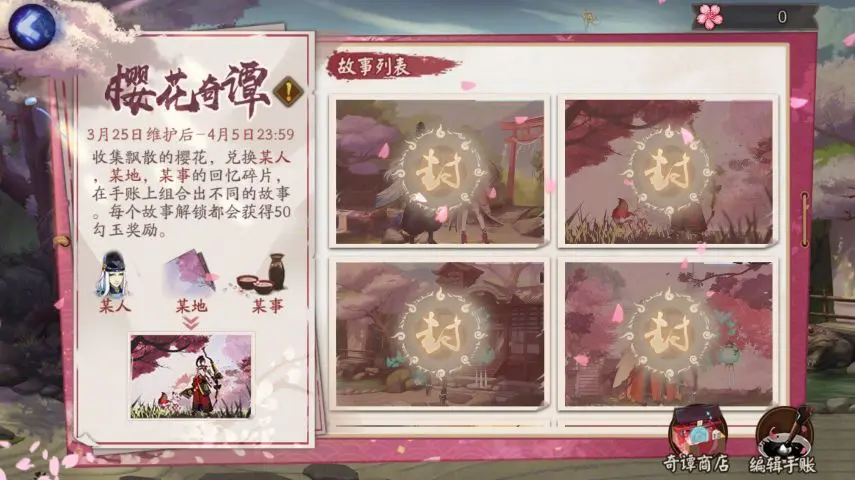 0
樱花奇谭
!
3月25日维护后-4月5日23:59
收集飘散的樱花，兑换某人
，某地，某事的回忆碎片，
在手账上组合出不同的故事
。每个故事解锁都会获得50
勾玉奖励。
某人 某地 某事
故事列表
封 封
封 封
奇谭商店 编辑手账